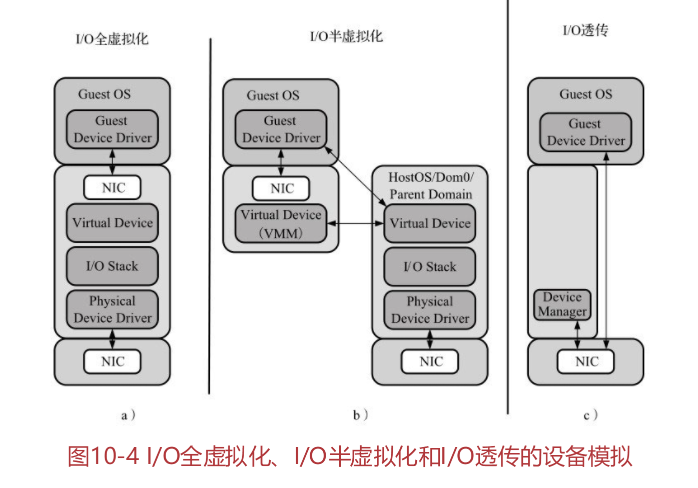 I/O全虚拟化
Guest OS
Guest
Device Driver
NIC
Virtual Device
I/O Stack
Physical
Device Driver
NIC
a）
I/O半虚拟化
Guest OS
Guest
Device Driver
NIC
Virtual Device
（VMM）
HostOS/Dom0/
Parent Domain
Virtual Device
I/O Stack
Physical
Device Driver
NIC
b）
I/O透传
Guest OS
Guest
Device Driver
Device
Manager
NIC
c）
图10-4 I/O全虚拟化、I/O半虚拟化和I/O透传的设备模拟